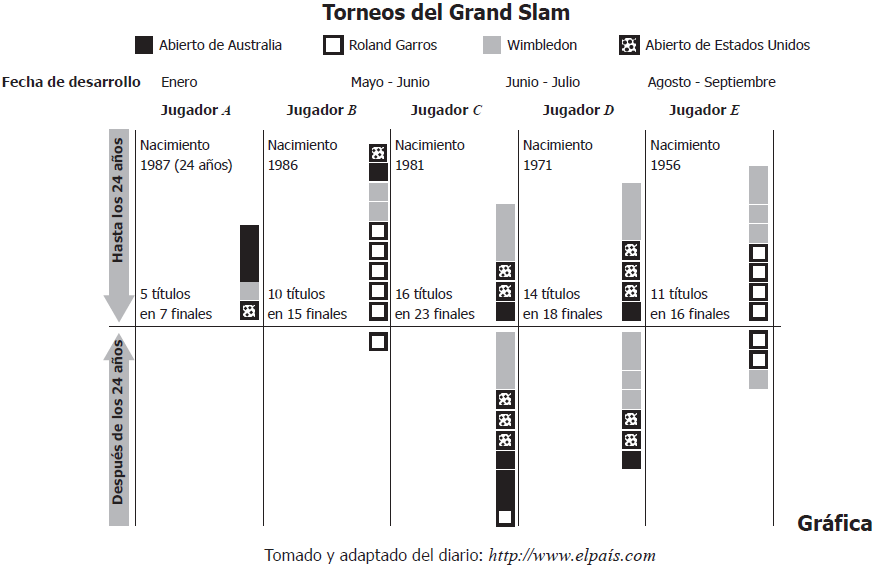 Torneos del Grand Slam
Abierto de Australia Roland Garros Wimbledon Abierto de Estados Unidos
Fecha de desarrollo Enero Mayo - Junio Junio - Julio Agosto - Septiembre
Jugador A Jugador B Jugador C Jugador D Jugador E
Hasta los 24 años
Nacimiento
1987 (24 años)
5 títulos
en 7 finales
Nacimiento
1986
10 títulos
en 15 finales
Nacimiento
1981
16 títulos
en 23 finales
Nacimiento
1971
14 títulos
en 18 finales
Nacimiento
1956
11 títulos
en 16 finales
Después de los 24 años
Gráfica
Tomado y adaptado del diario: http://www.elpaís.com